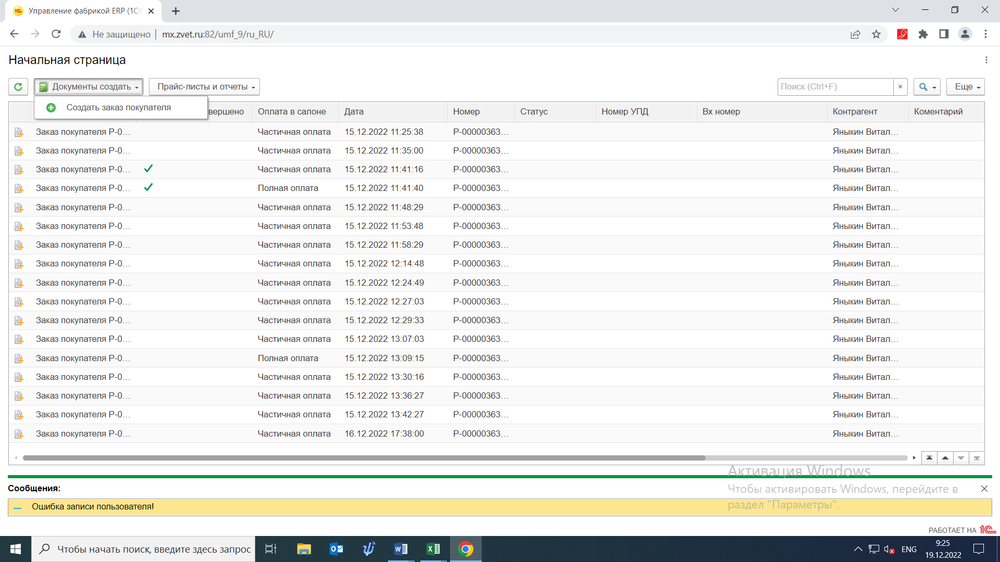 Управление фабрикой ERP (1С:П
Не защищено | mx.zvet.ru:82/umf_9/ru_RU/
Начальная страница
Документы создать Прайс-листы и отчеты Поиск (Ctrl+F) × Еще
Создать заказ покупателя
вершено Оплата в салоне Дата Номер Статус Номер УПД Вх номер Контрагент Коментарий
Заказ покупателя Р-0... Частичная оплата 15.12.2022 11:25:38 Р-00000363... Яныкин Витал...
Заказ покупателя Р-0... Частичная оплата 15.12.2022 11:35:00 Р-00000363... Яныкин Витал...
Заказ покупателя Р-0... Частичная оплата 15.12.2022 11:41:16 Р-00000363... Яныкин Витал...
Заказ покупателя Р-0... Полная оплата 15.12.2022 11:41:40 Р-00000363... Яныкин Витал...
Заказ покупателя Р-0... Частичная оплата 15.12.2022 11:48:29 Р-00000363... Яныкин Витал...
Заказ покупателя Р-0... Частичная оплата 15.12.2022 11:53:48 Р-00000363... Яныкин Витал...
Заказ покупателя Р-0... Частичная оплата 15.12.2022 11:58:29 Р-00000363... Яныкин Витал...
Заказ покупателя Р-0... Частичная оплата 15.12.2022 12:14:48 Р-00000363... Яныкин Витал...
Заказ покупателя Р-0... Частичная оплата 15.12.2022 12:24:49 Р-00000363... Яныкин Витал...
Заказ покупателя Р-0... Частичная оплата 15.12.2022 12:27:03 Р-00000363... Яныкин Витал...
Заказ покупателя Р-0... Частичная оплата 15.12.2022 12:29:33 Р-00000363... Яныкин Витал...
Заказ покупателя Р-0... Частичная оплата 15.12.2022 13:07:03 Р-00000363... Яныкин Витал...
Заказ покупателя Р-0... Полная оплата 15.12.2022 13:09:15 Р-00000363... Яныкин Витал...
Заказ покупателя Р-0... Частичная оплата 15.12.2022 13:30:16 Р-00000363... Яныкин Витал...
Заказ покупателя Р-0... Частичная оплата 15.12.2022 13:36:27 Р-00000363... Яныкин Витал...
Заказ покупателя Р-0... Частичная оплата 15.12.2022 13:42:27 Р-00000363... Яныкин Витал...
Заказ покупателя Р-0... Частичная оплата 16.12.2022 17:38:00 Р-00000363... Яныкин Витал...
Активация Windows
Чтобы активировать Windows, перейдите в
раздел "Параметры".
Сообщения:
Ошибка записи пользователя!
РАБОТАЕТ НА 1С
Чтобы начать поиск, введите здесь запрос
ENG
9:25
19.12.2022